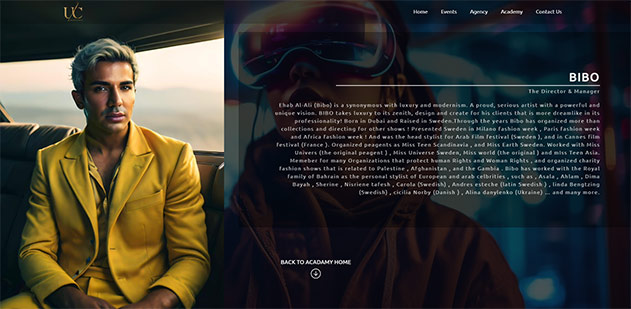 UC
Home Events Agency Academy Contact Us
BIBO
The Director & Manager
Ehab Al-Ali (Bibo) is a synonymous with luxury and modernism. A proud, serious artist with a powerful and
unique vision. BIBO takes luxury to its zenith, design and create for his clients that is more dreamlike in its
professionality! Born in Dubai and Raised in Sweden.Through the years Bibo has organized more than
collections and directing for other shows ! Presented Sweden in Milano fashion week , Paris fashion week
and Africa fashion week ! And was the head stylist for Arab Film festival (Sweden ), and in Cannes Film
festival (France ). Organized peagents as Miss Teen Scandinavia , and Miss Earth Sweden. Worked with Miss
Univers (the original peagent ) , Miss Universe Sweden, Miss world (the original ) and miss Teen Asia.
Memeber for many Organizations that protect human Rights and Woman Rights , and organized charity
fashion shows that is related to Palestine , Afghanistan , and the Gambia . Bibo has worked with the Royal
family of Bahrain as the personal stylist of European and arab celbrities , such as , Asala , Ahlam , Dima
Bayah , Sherine , Nisriene tafesh , Carola (Swedish) , Andres esteche (latin Swedish ) , linda Bengtzing
(Swedish) , cicilia Norby (Danish ) , Alina danylenko (Ukraine) ... and many more.
BACK TO ACADAMY HOME